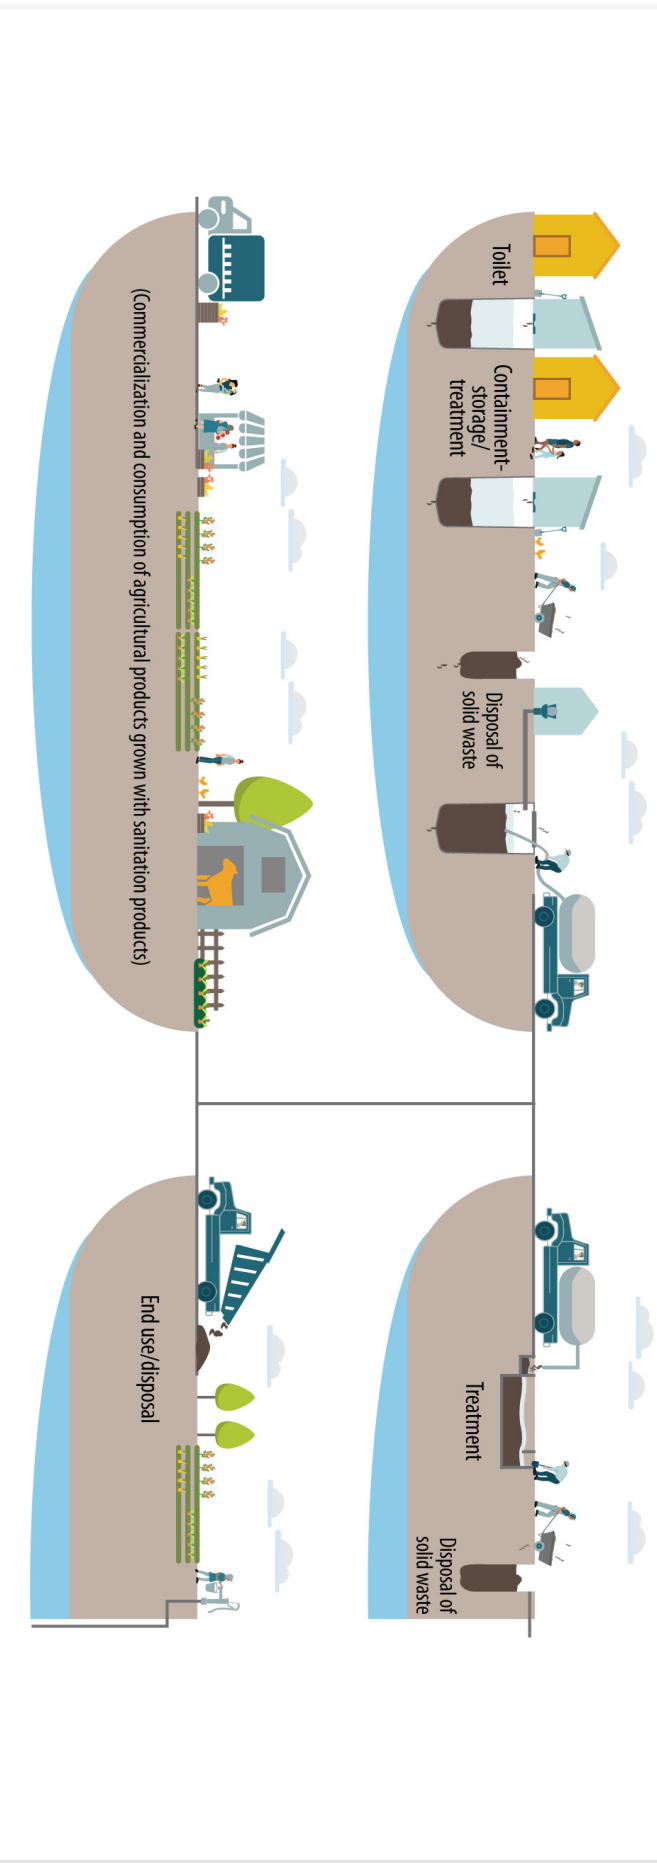 Toilet
Containment-
storage/
treatment
Disposal of
solid waste
Treatment
Disposal of
solid waste
(Commercialization and consumption of agricultural products grown with sanitation products)
End use/disposal